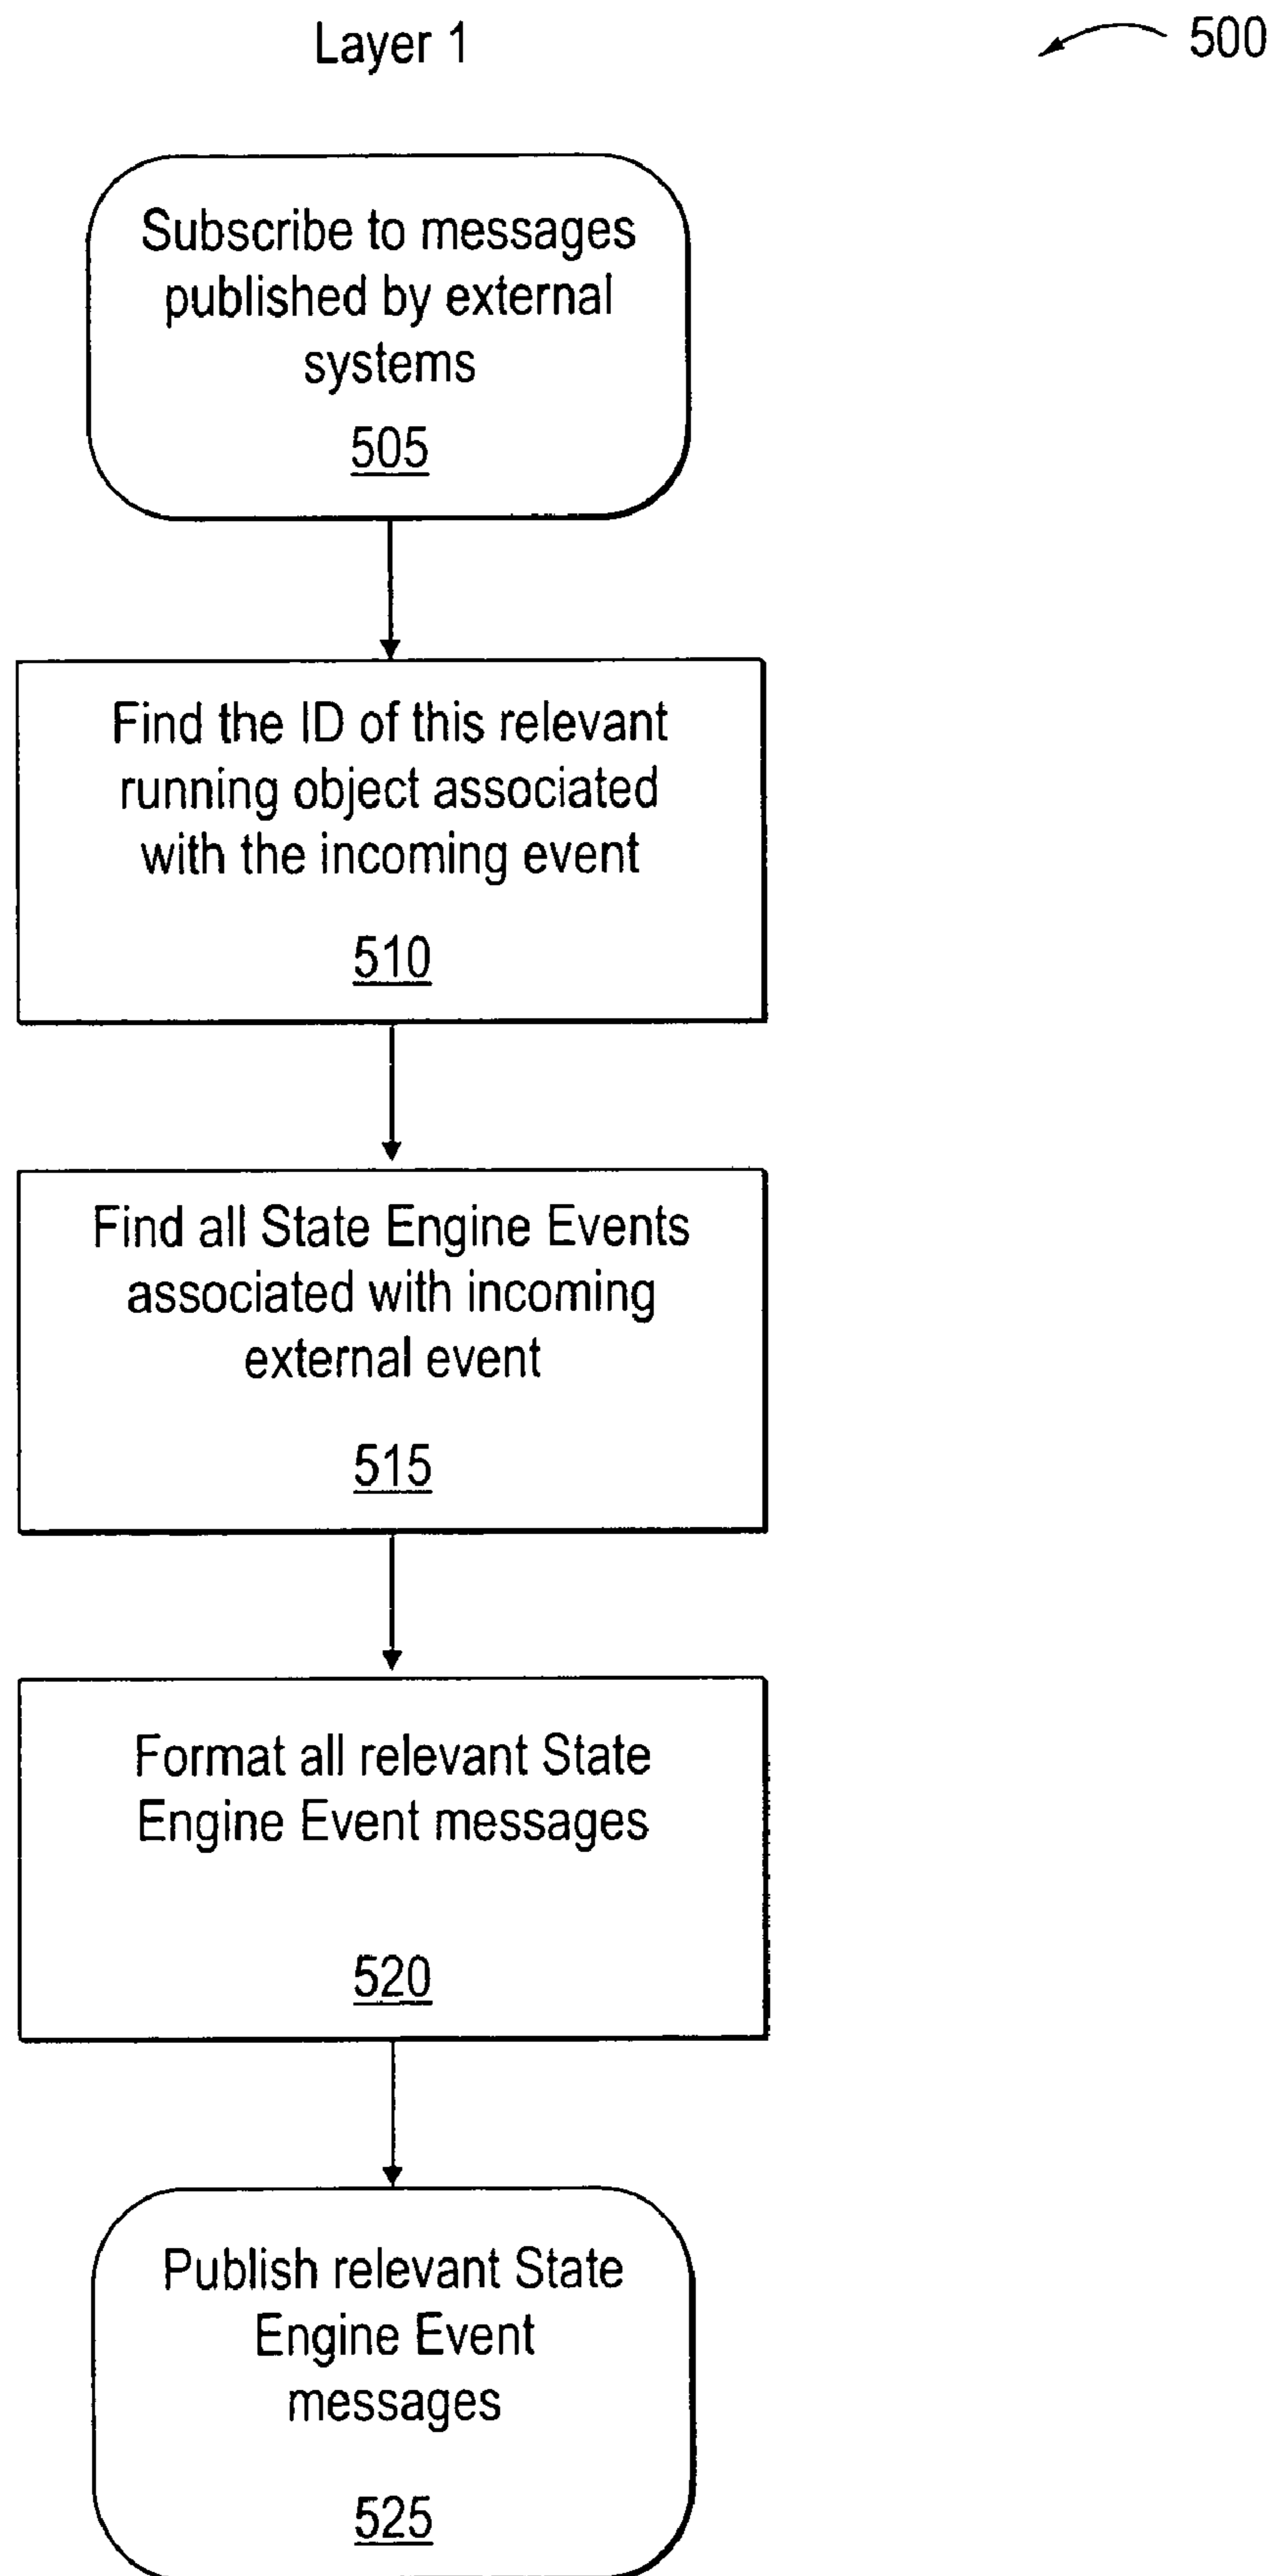 Layer 1
500
Subscribe to messages
published by external
systems
505
Find the ID of this relevant
running object associated
with the incoming event
510
Find all State Engine Events
associated with incoming
external event
515
Format all relevant State
Engine Event messages
520
Publish relevant State
Engine Event
messages
525